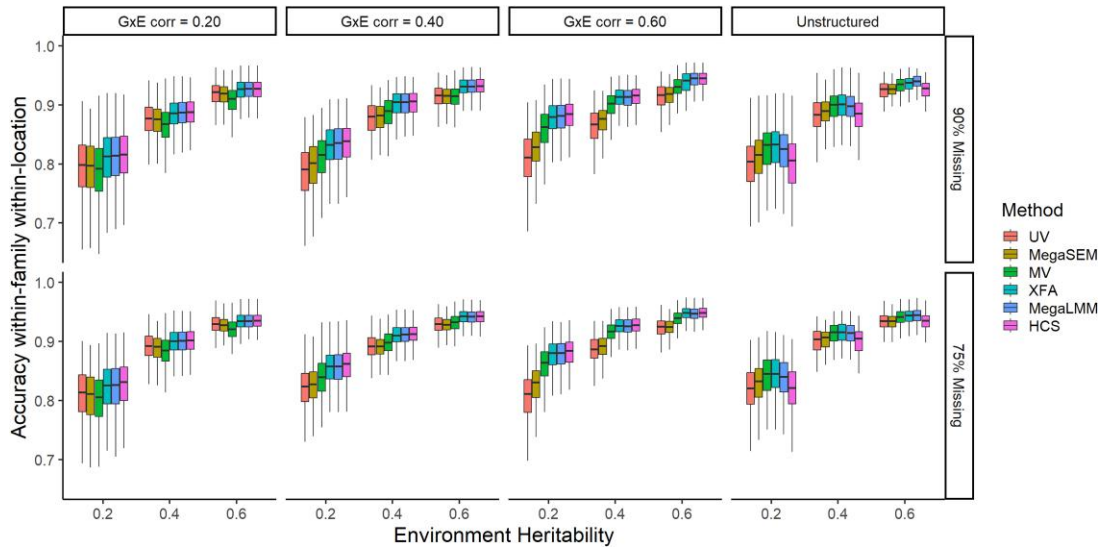 GxE corr = 0.20
GxE corr = 0.40
GxE corr = 0.60
Unstructured
Accuracy within-family within-location
1.0
0.9
0.8
0.7
90% Missing
1.0
0.9
0.8
0.7
75% Missing
0.2 0.4 0.6
0.2 0.4 0.6
0.2 0.4 0.6
0.2 0.4 0.6
Environment Heritability
Method
UV
MegaSEM
MV
XFA
MegaLMM
HCS